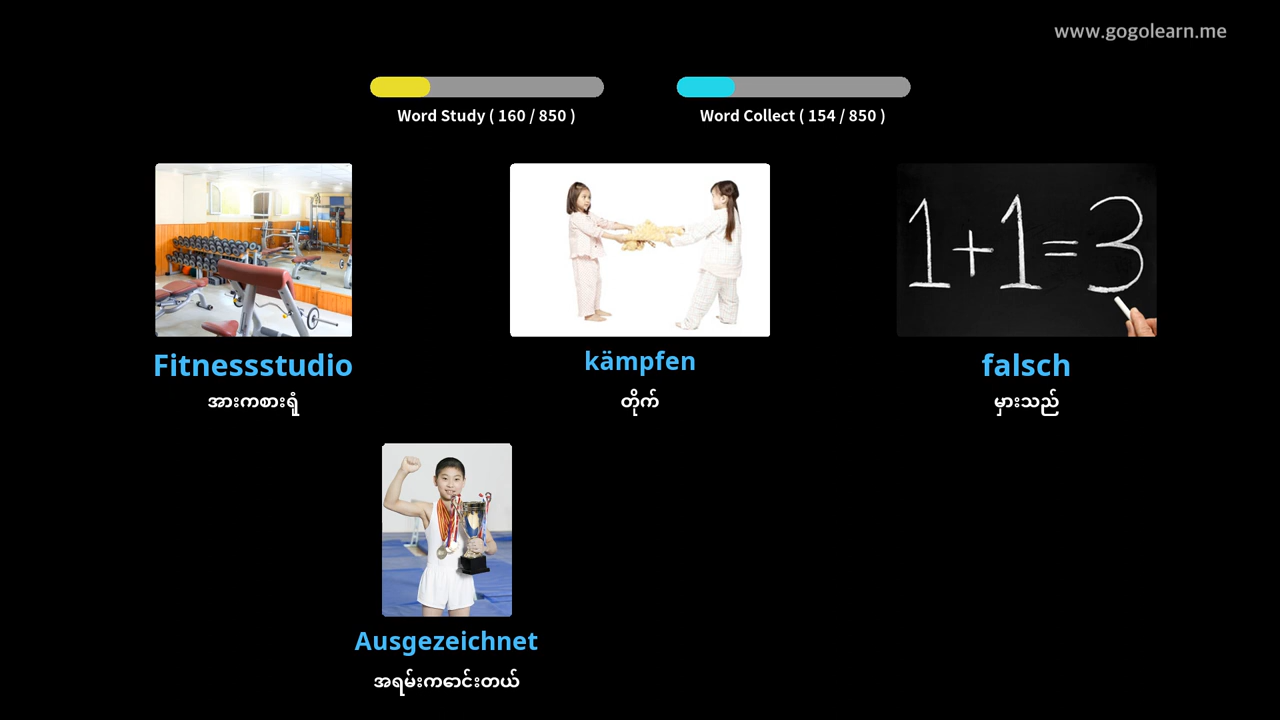 www.gogolearn.me
Word Study ( 160 / 850 )
Word Collect ( 154 / 850 )
1+1=3
Fitnessstudio
kämpfen
falsch
အားကစားရုံ
တိုက်
မှားသည်
Ausgezeichnet
အရမ်းကောင်းတယ်